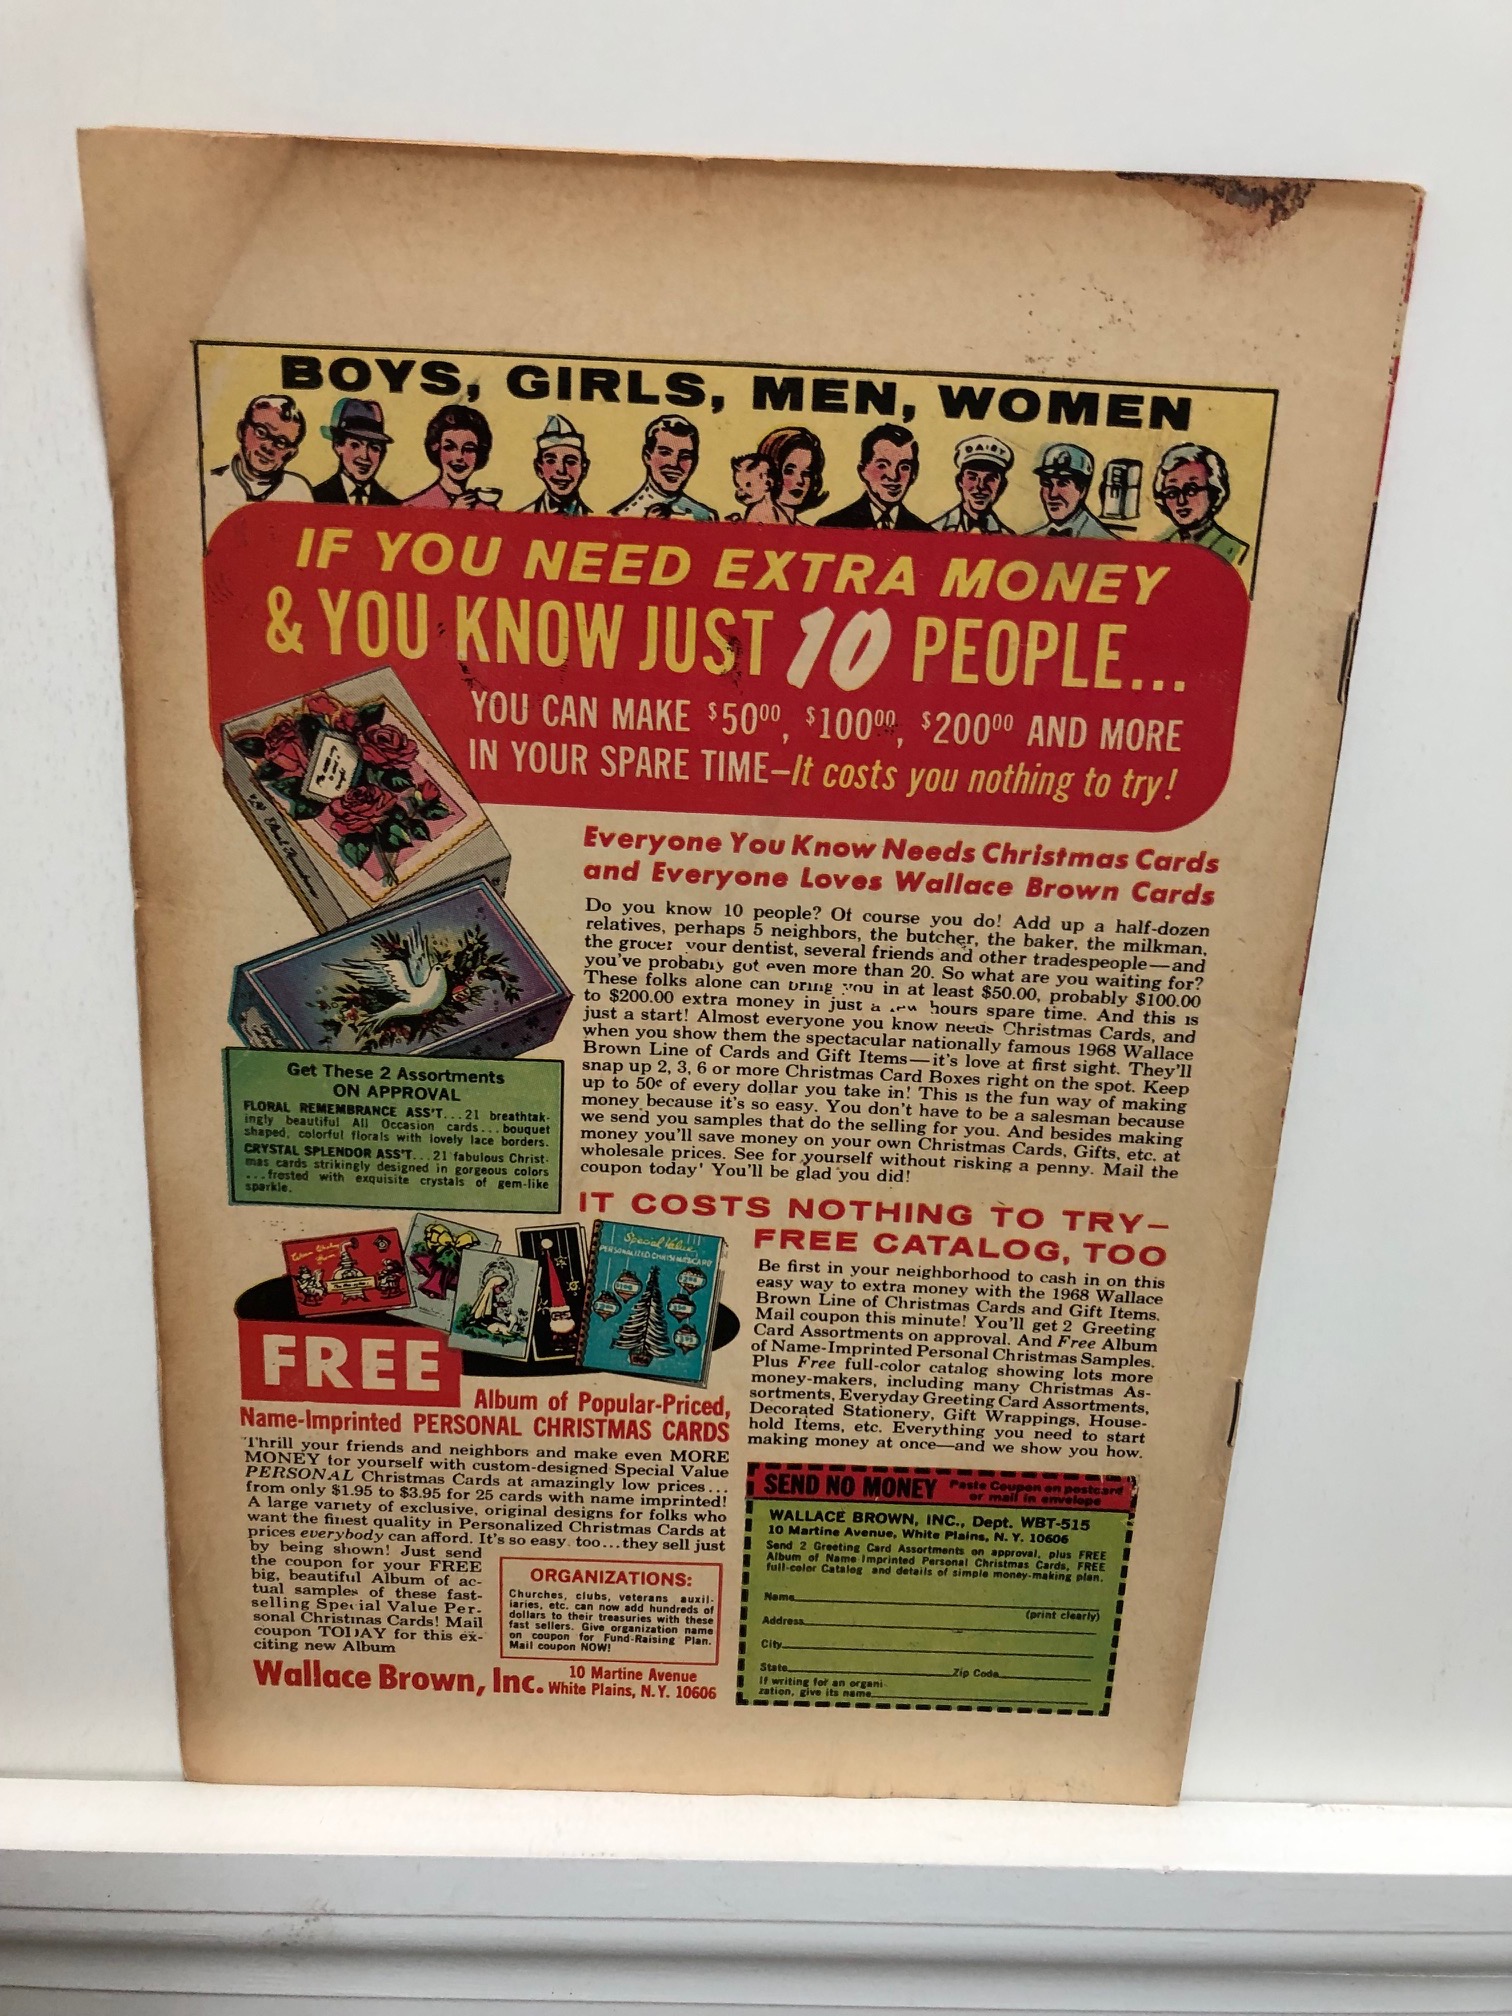 BOYS, GIRLS, MEN, WOMEN
DAIRY
IF YOU NEED EXTRA MONEY
& YOU KNOW JUST 10 PEOPLE...
YOU CAN MAKE $50⁰⁰, $100⁰⁰, $200⁰⁰ AND MORE
IN YOUR SPARE TIME—It costs you nothing to try!
Everyone You Know Needs Christmas Cards
and Everyone Loves Wallace Brown Cards
Do you know 10 people? Of course you do! Add up a half-dozen
relatives, perhaps 5 neighbors, the butcher, the baker, the milkman,
the grocer your dentist, several friends and other tradespeople—and
you've probably got even more than 20. So what are you waiting for?
These folks alone can bring you in at least $50.00, probably $100.00
to $200.00 extra money in just a few hours spare time. And this is
just a start! Almost everyone you know needs Christmas Cards, and
when you show them the spectacular nationally famous 1968 Wallace
Brown Line of Cards and Gift Items—it's love at first sight. They'll
snap up 2, 3, 6 or more Christmas Card Boxes right on the spot. Keep
up to 50¢ of every dollar you take in! This is the fun way of making
money because it's so easy. You don't have to be a salesman because
we send you samples that do the selling for you. And besides making
money you'll save money on your own Christmas Cards, Gifts, etc. at
wholesale prices. See for yourself without risking a penny. Mail the
coupon today! You'll be glad you did!
Get These 2 Assortments
ON APPROVAL
FLORAL REMEMBRANCE ASS'T...21 breathtak-
ingly beautiful All Occasion cards...bouquet
shaped, colorful florals with lovely lace borders.
CRYSTAL SPLENDOR ASS'T...21 fabulous Christ-
mas cards strikingly designed in gorgeous colors
...frosted with exquisite crystals of gem-like
sparkle.
IT COSTS NOTHING TO TRY—
FREE CATALOG, TOO
Be first in your neighborhood to cash in on this
easy way to extra money with the 1968 Wallace
Brown Line of Christmas Cards and Gift Items.
Mail coupon this minute! You'll get 2 Greeting
Card Assortments on approval. And Free Album
of Name-Imprinted Personal Christmas Samples.
Plus Free full-color catalog showing lots more
money-makers, including many Christmas As-
sortments, Everyday Greeting Card Assortments,
Decorated Stationery, Gift Wrappings, House-
hold Items, etc. Everything you need to start
making money at once—and we show you how.
Special Value
PERSONALIZED CHRISTMAS CARD
FREE
Album of Popular-Priced,
Name-Imprinted PERSONAL CHRISTMAS CARDS
Thrill your friends and neighbors and make even MORE
MONEY for yourself with custom-designed Special Value
PERSONAL Christmas Cards at amazingly low prices...
from only $1.95 to $3.95 for 25 cards with name imprinted!
A large variety of exclusive, original designs for folks who
want the finest quality in Personalized Christmas Cards at
prices everybody can afford. It's so easy too...they sell just
by being shown! Just send
the coupon for your FREE
big, beautiful Album of ac-
tual samples of these fast-
selling Special Value Per-
sonal Christmas Cards! Mail
coupon TODAY for this ex-
citing new Album
ORGANIZATIONS:
Churches, clubs, veterans auxil-
iaries, etc. can now add hundreds of
dollars to their treasuries with these
fast sellers. Give organization name
on coupon for Fund-Raising Plan.
Mail coupon NOW!
Wallace Brown, Inc. 10 Martine Avenue
White Plains, N.Y. 10606
SEND NO MONEY Paste Coupon on postcard
or mail in envelope
WALLACE BROWN, INC., Dept. WBT-515
10 Martine Avenue, White Plains, N. Y. 10606
Send 2 Greeting Card Assortments on approval, plus FREE
Album of Name Imprinted Personal Christmas Cards, FREE
full-color Catalog and details of simple money-making plan.
Name
(print clearly)
Address
City
State Zip Code
If writing for an organi-
zation, give its name